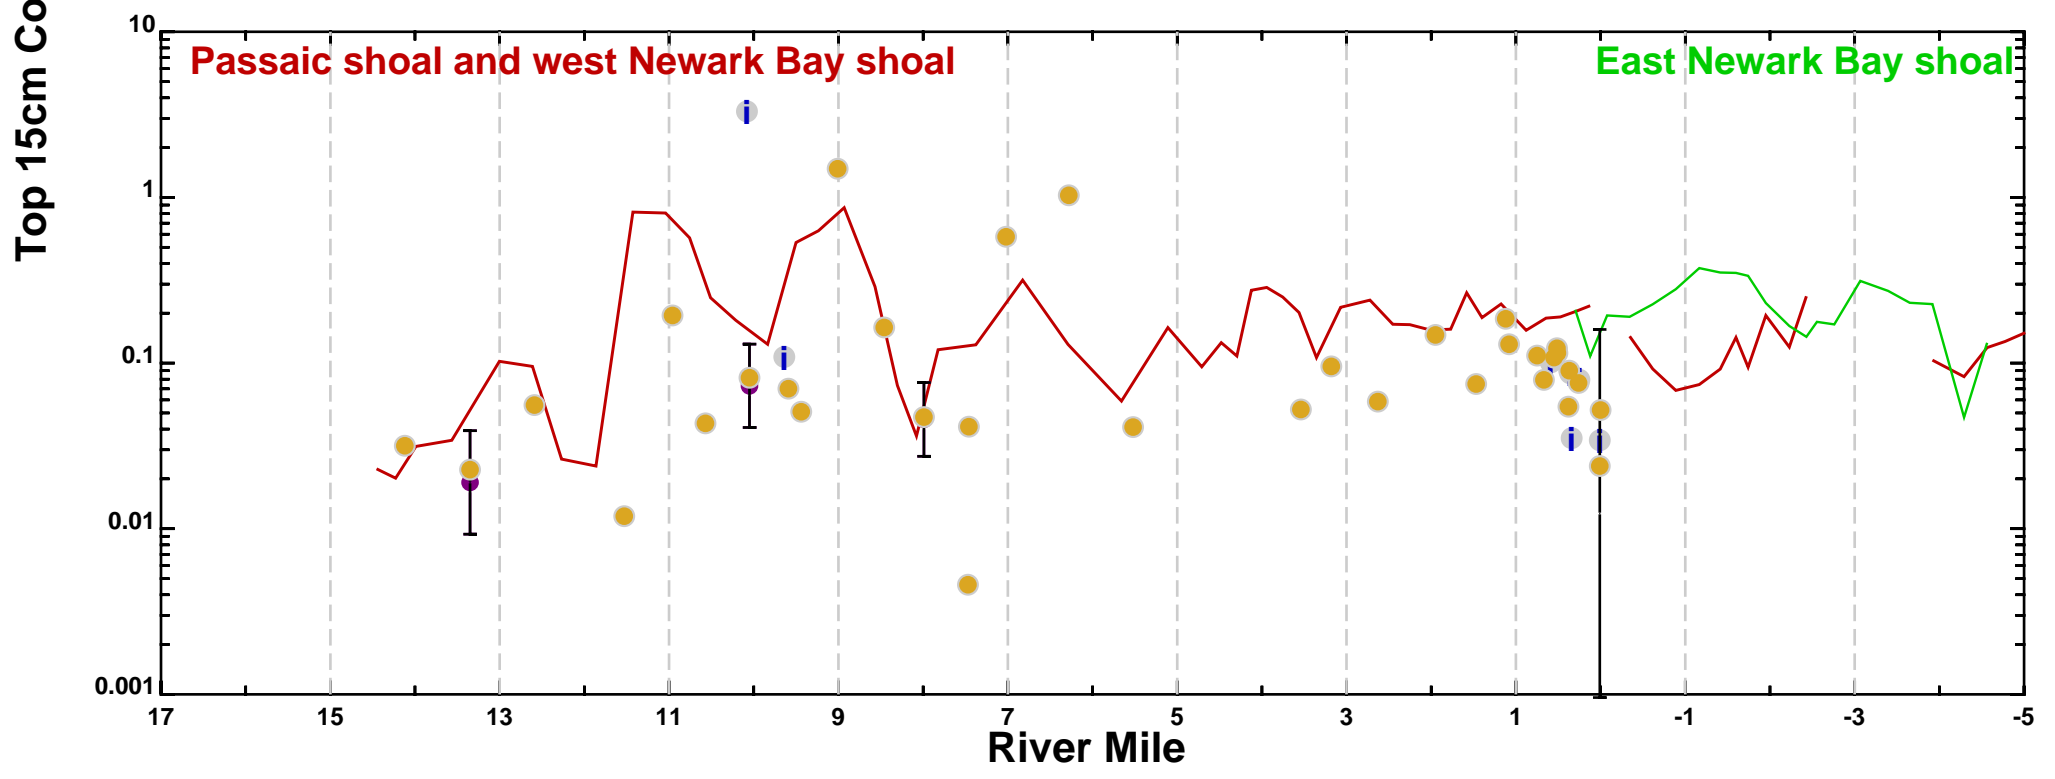 Top 15cm Co
Passaic shoal and west Newark Bay shoal
East Newark Bay shoal
10
1
0.1
0.01
0.001
17 15 13 11 9 7 5 3 1 -1 -3 -5
River Mile